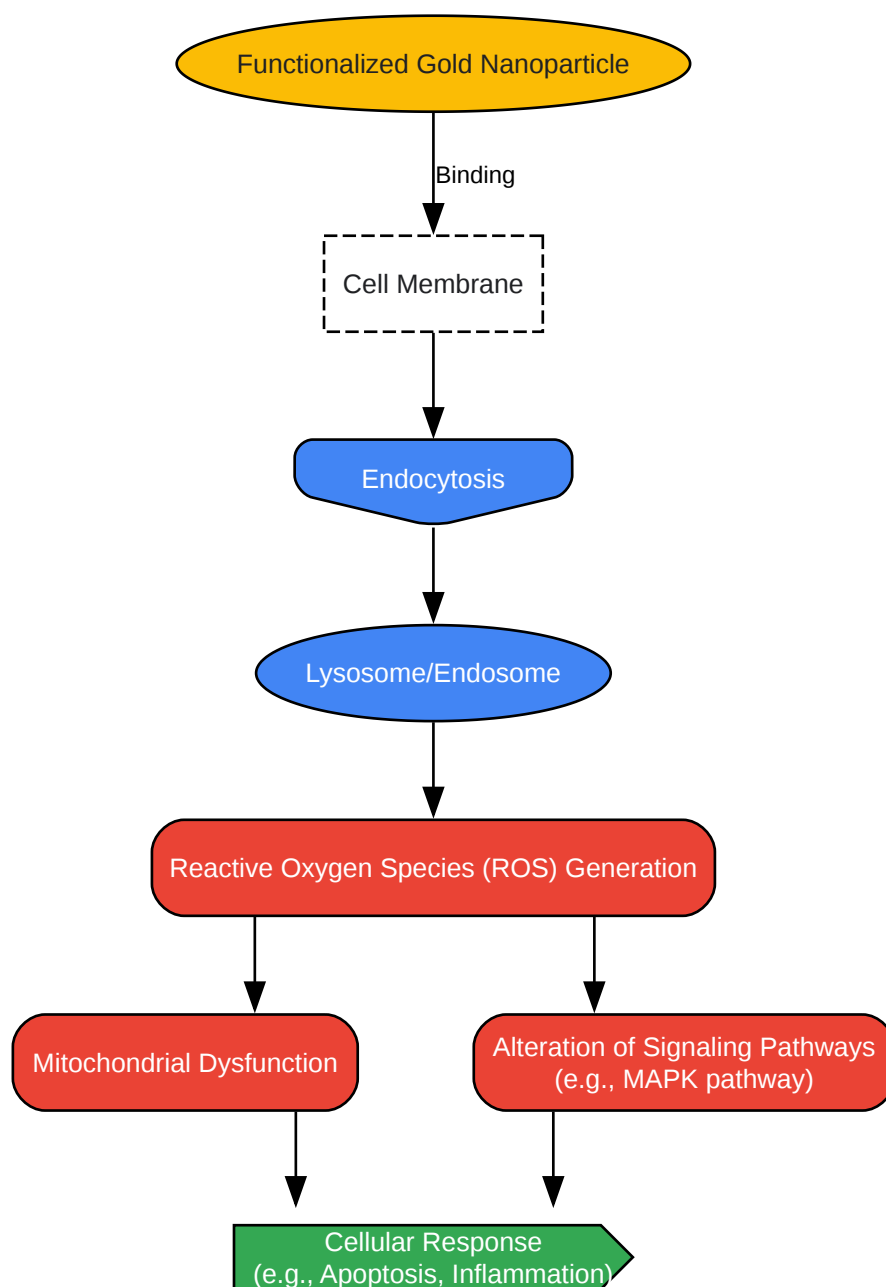 Functionalized Gold Nanoparticle
Binding
Cell Membrane
Endocytosis
Lysosome/Endosome
Reactive Oxygen Species (ROS) Generation
Mitochondrial Dysfunction
Alteration of Signaling Pathways
(e.g., MAPK pathway)
Cellular Response
(e.g., Apoptosis, Inflammation)